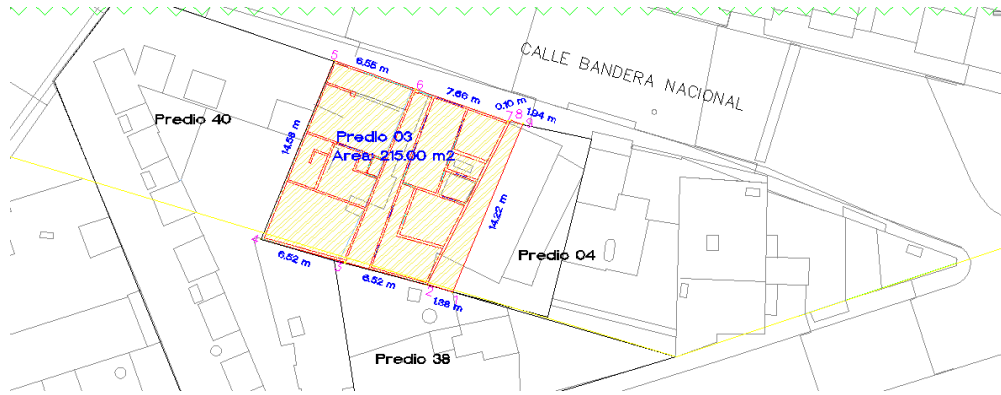 CALLE BANDERA NACIONAL
5
6.55 m
6
7.66 m
0.10 m
7
8
1.94 m
9
Predio 40
Predio 03
Area: 215.00 m2
14.58 m
14.22 m
4
6.52 m
3
6.52 m
2
1
1.38 m
Predio 04
Predio 38